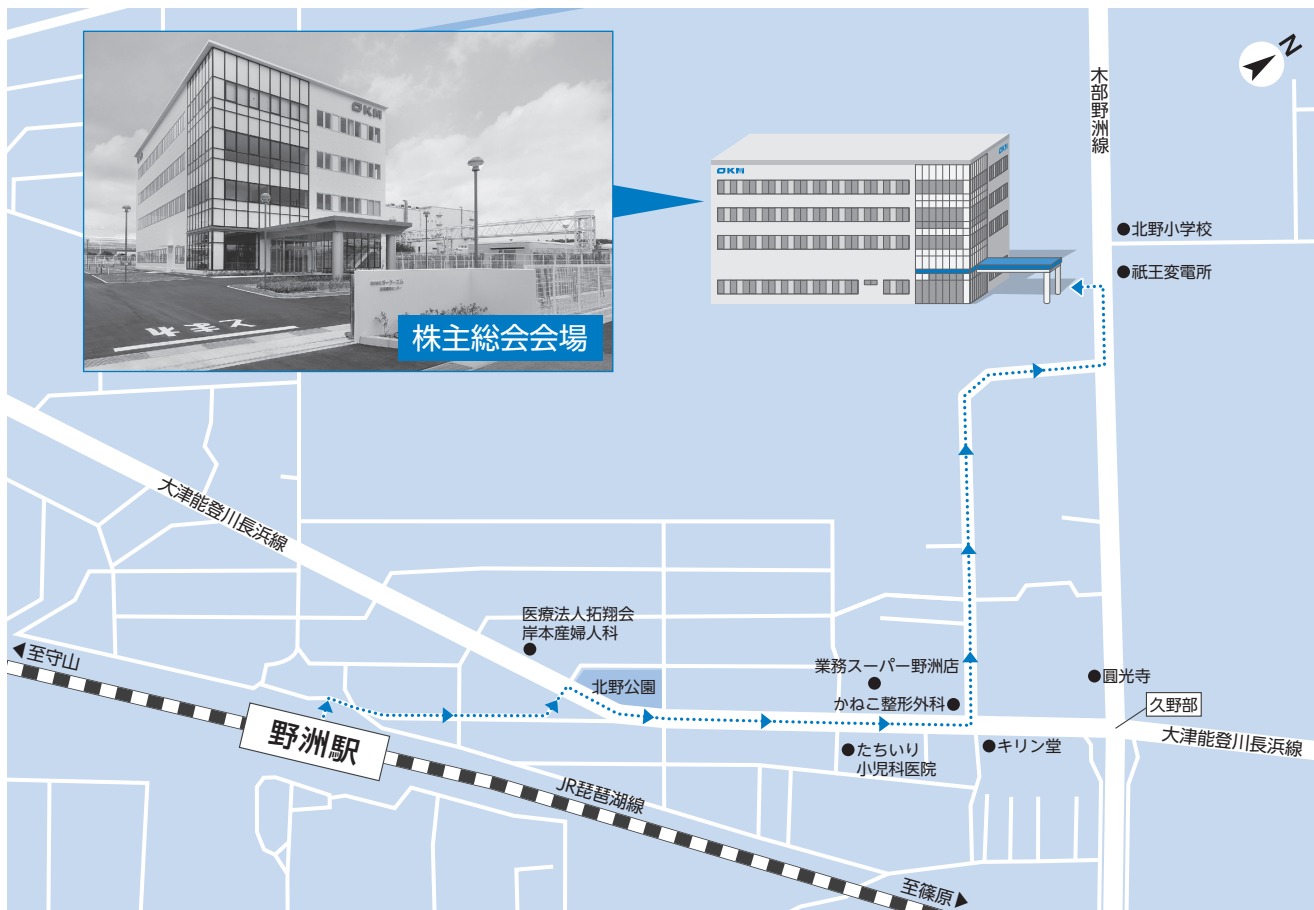 N
木部野洲線
OKM
OKM
OKM
北野小学校
祇王変電所
とまれ
株主総会会場
大津能登川長浜線
医療法人拓翔会
岸本産婦人科
至守山
北野公園
業務スーパー野洲店
かねこ整形外科
圓光寺
久野部
野洲駅
たちいり
小児科医院
キリン堂
大津能登川長浜線
JR琵琶湖線
至篠原